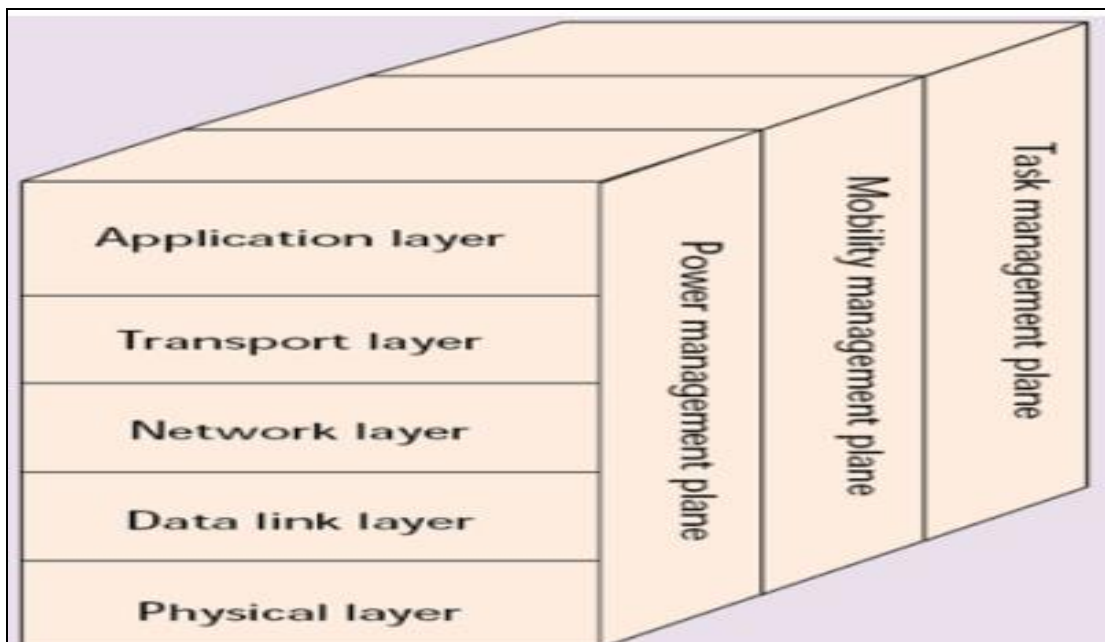 Application layer
Transport layer
Network layer
Data link layer
Physical layer
Power management plane
Mobility management plane
Task management plane